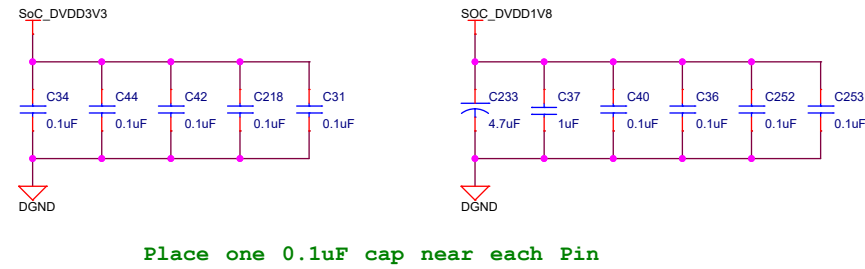 SoC_DVDD3V3
SOC_DVDD1V8
C34 C44 C42 C218 C31
0.1uF 0.1uF 0.1uF 0.1uF 0.1uF
C233 C37 C40 C36 C252 C253
4.7uF 1uF 0.1uF 0.1uF 0.1uF 0.1uF
DGND
DGND
Place one 0.1uF cap near each Pin